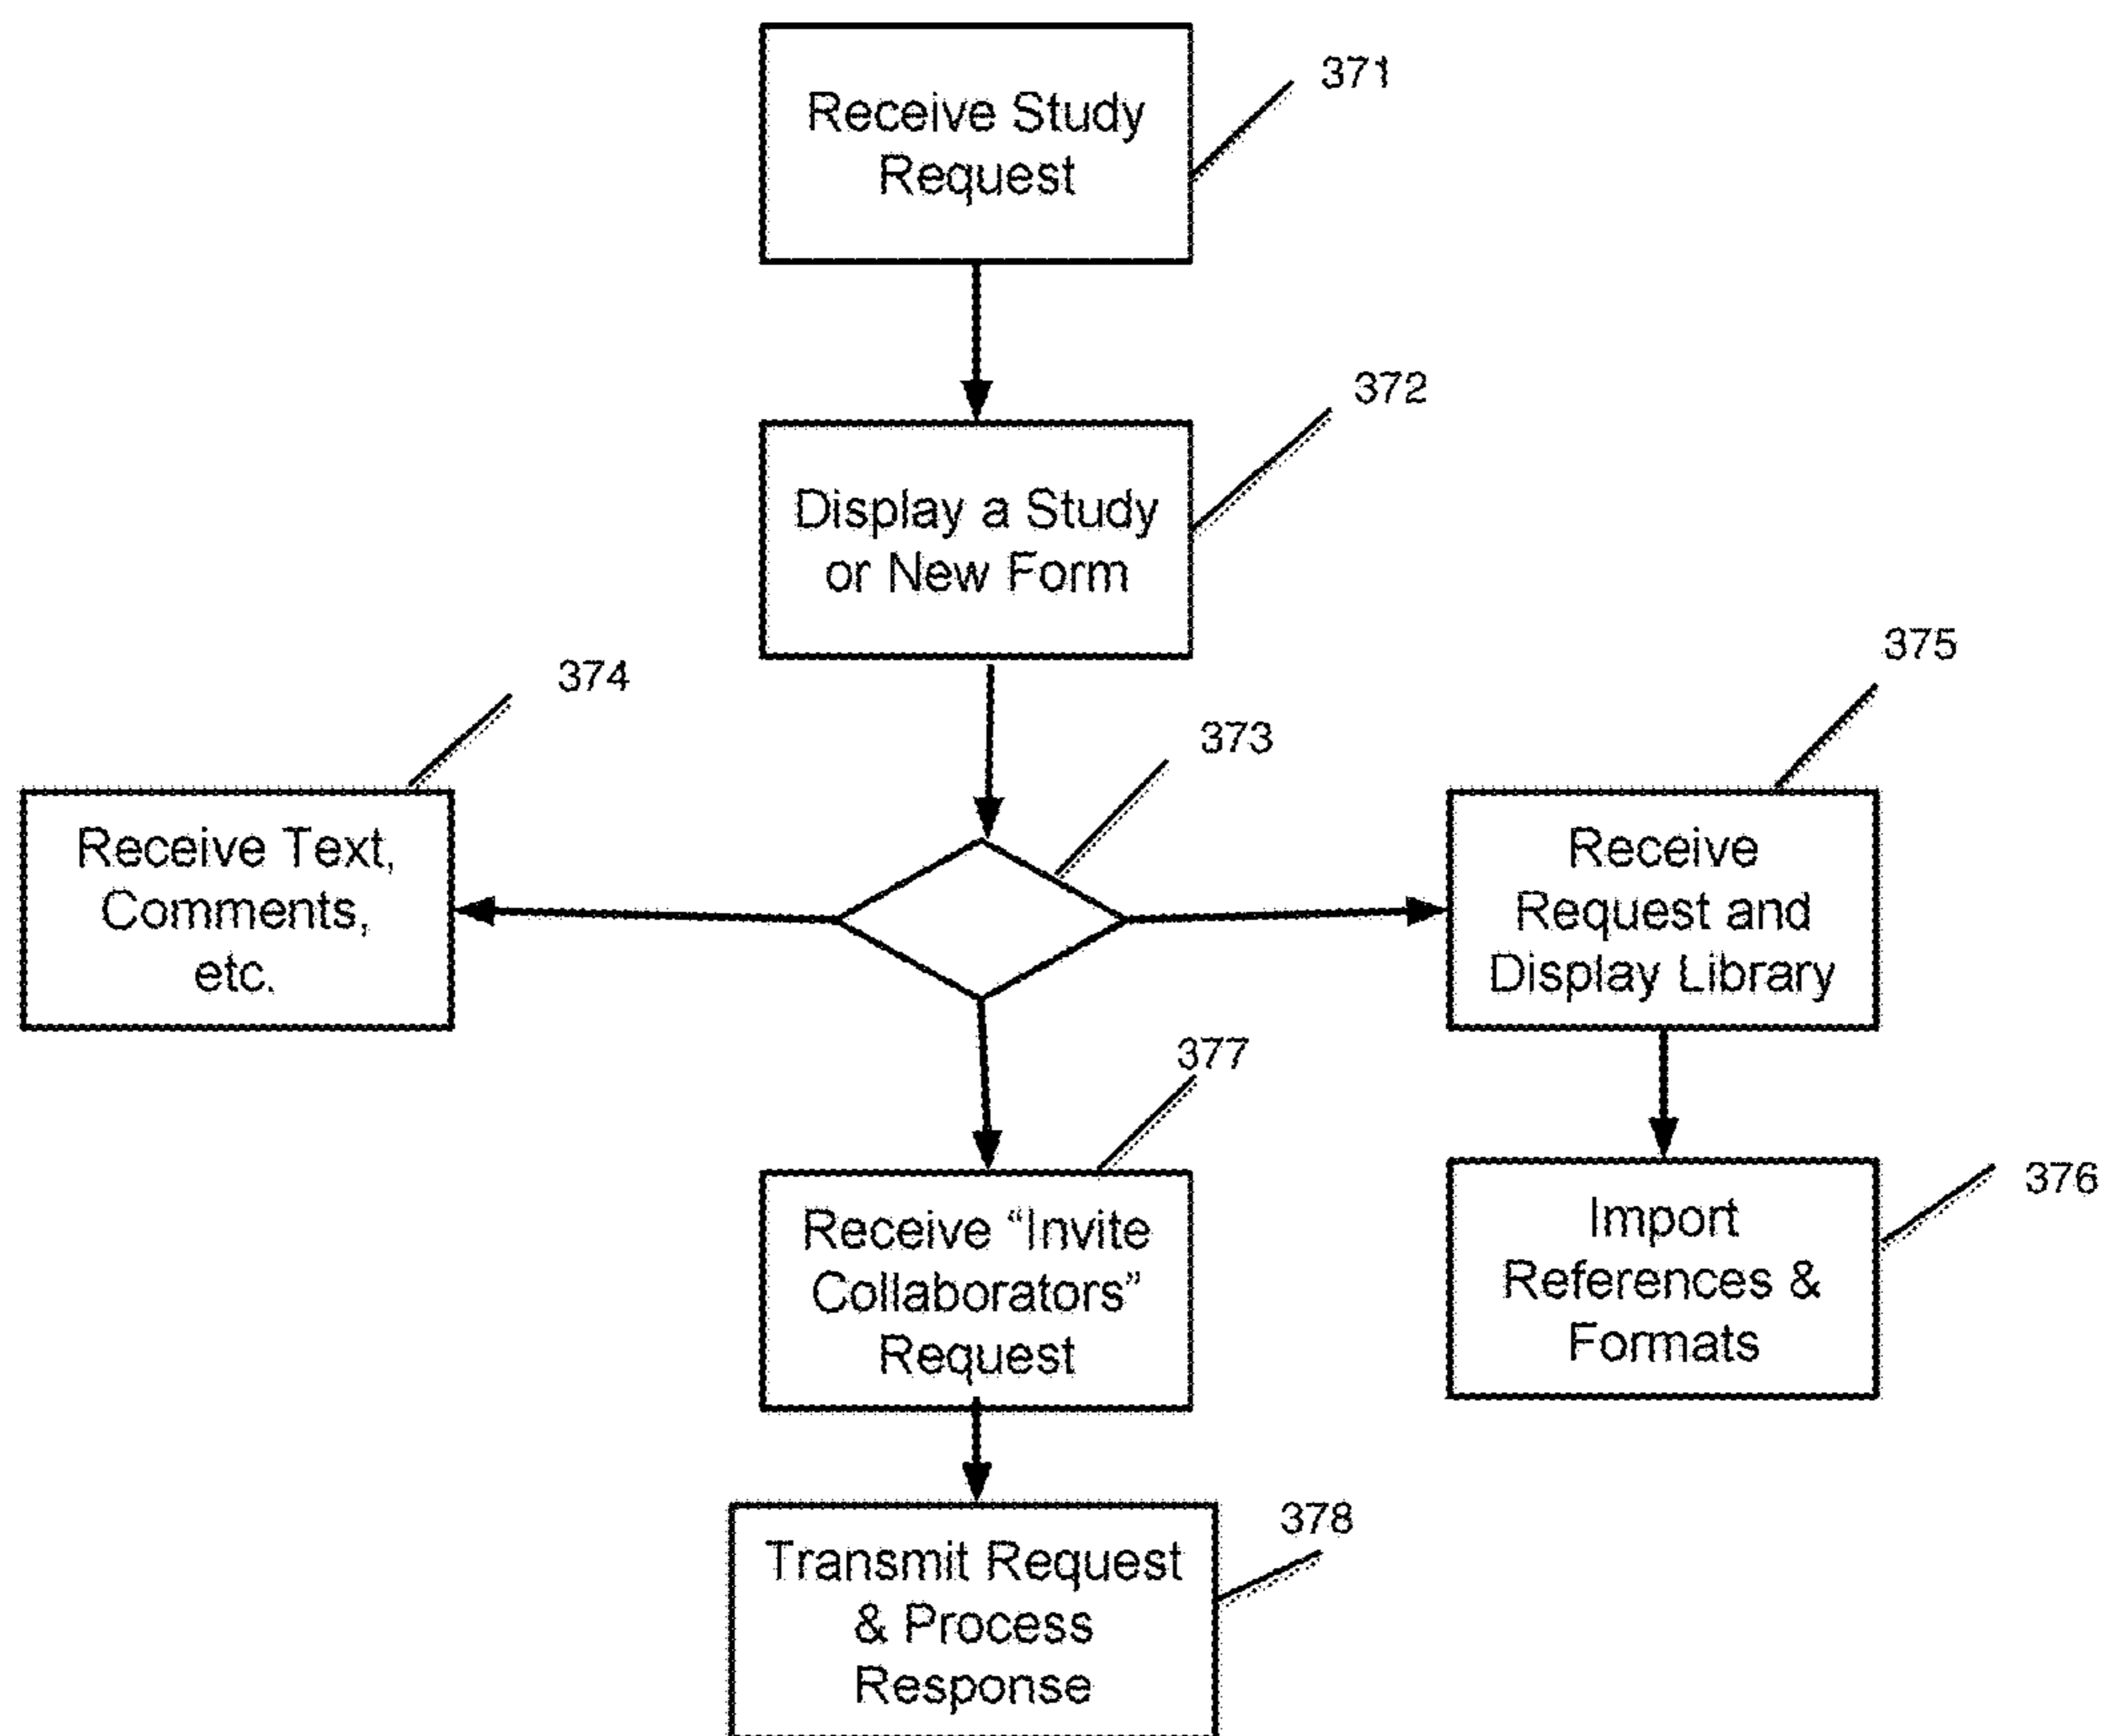 Receive Study
Request
371
Display a Study
or New Form
372
373
374
Receive Text,
Comments,
etc.
375
Receive
Request and
Display Library
377
Receive “Invite
Collaborators”
Request
376
Import
References &
Formats
378
Transmit Request
& Process
Response